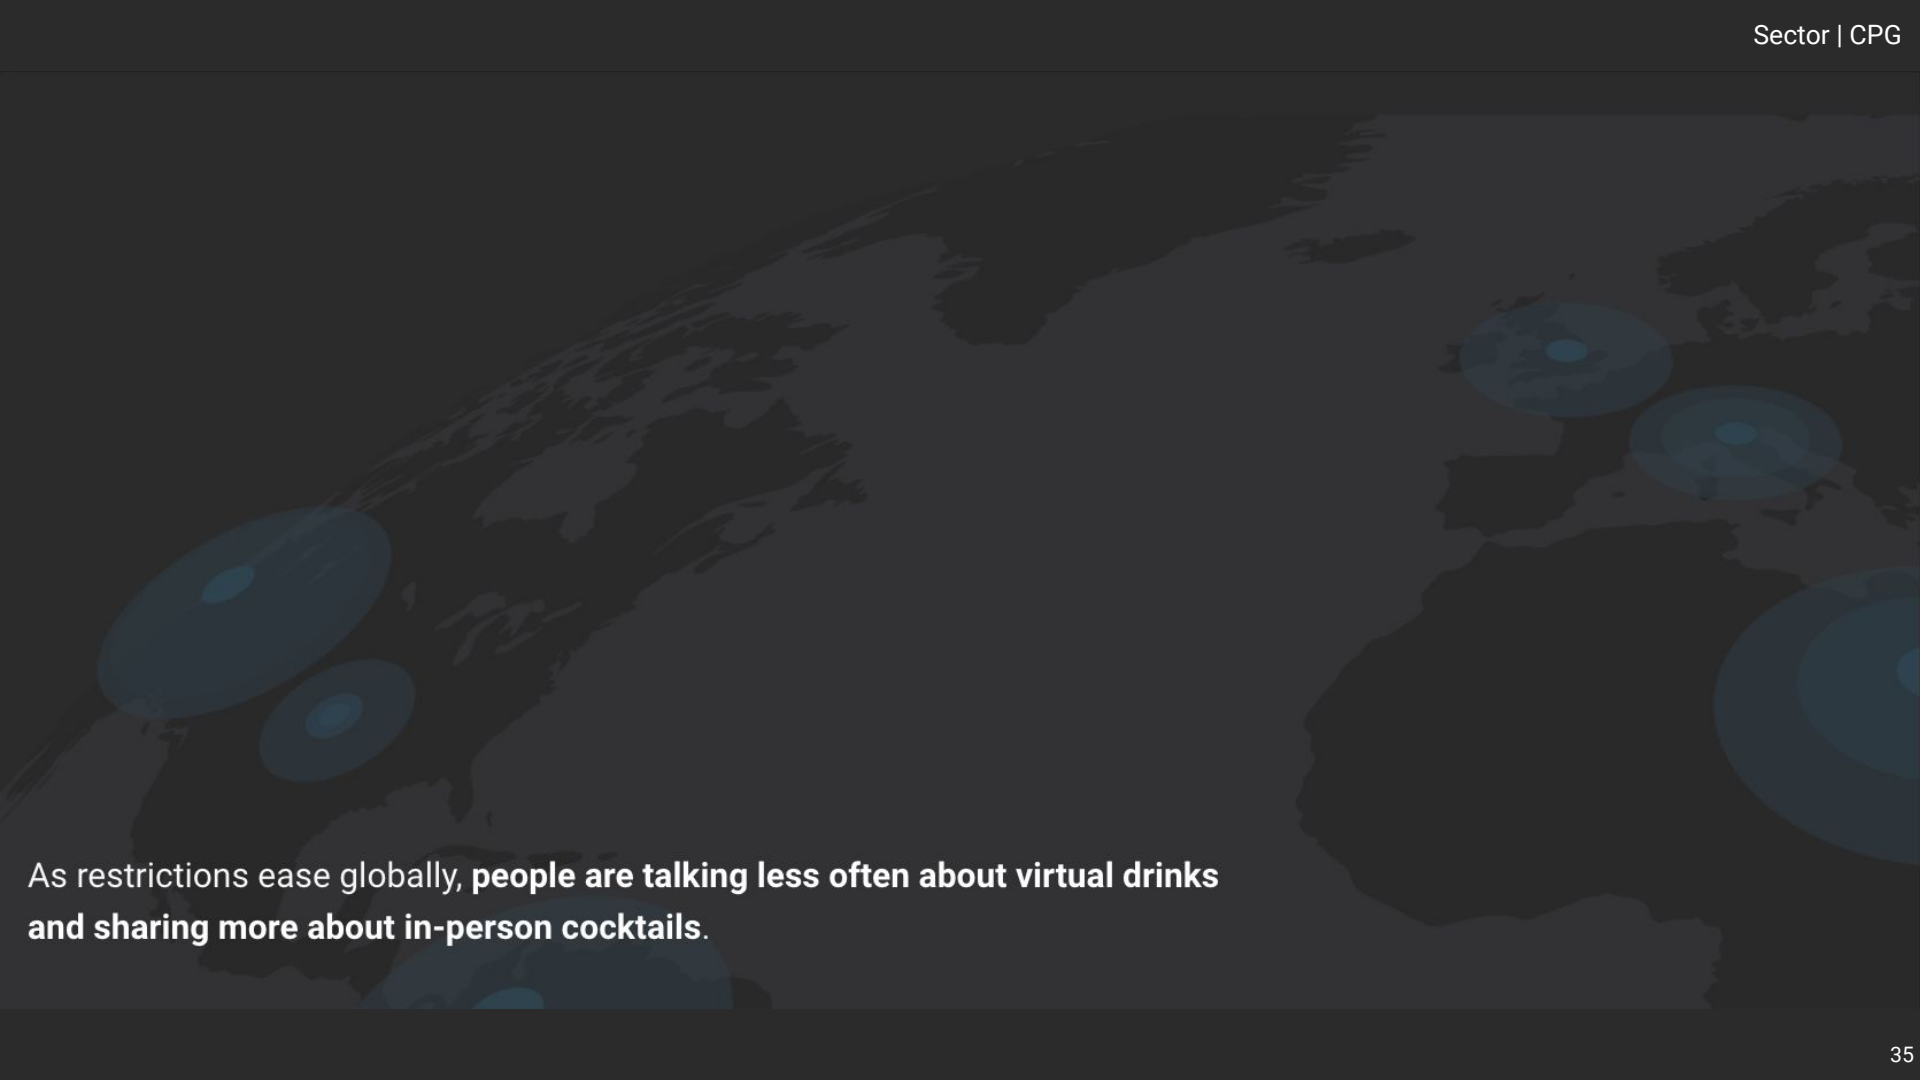 Sector | CPG
As restrictions ease globally, people are talking less often about virtual drinks
and sharing more about in-person cocktails.
35